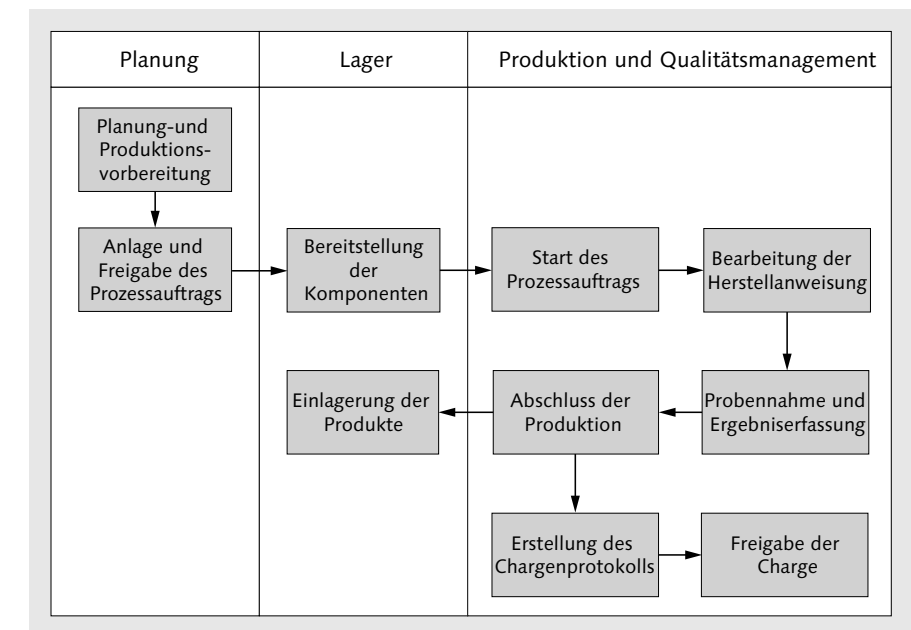 Planung
Lager
Produktion und Qualitätsmanagement
Planung-und
Produktions-
vorbereitung
Anlage und
Freigabe des
Prozessauftrags
Bereitstellung
der
Komponenten
Start des
Prozessauftrags
Bearbeitung der
Herstellanweisung
Einlagerung der
Produkte
Abschluss der
Produktion
Probennahme und
Ergebniserfassung
Erstellung des
Chargenprotokolls
Freigabe der
Charge